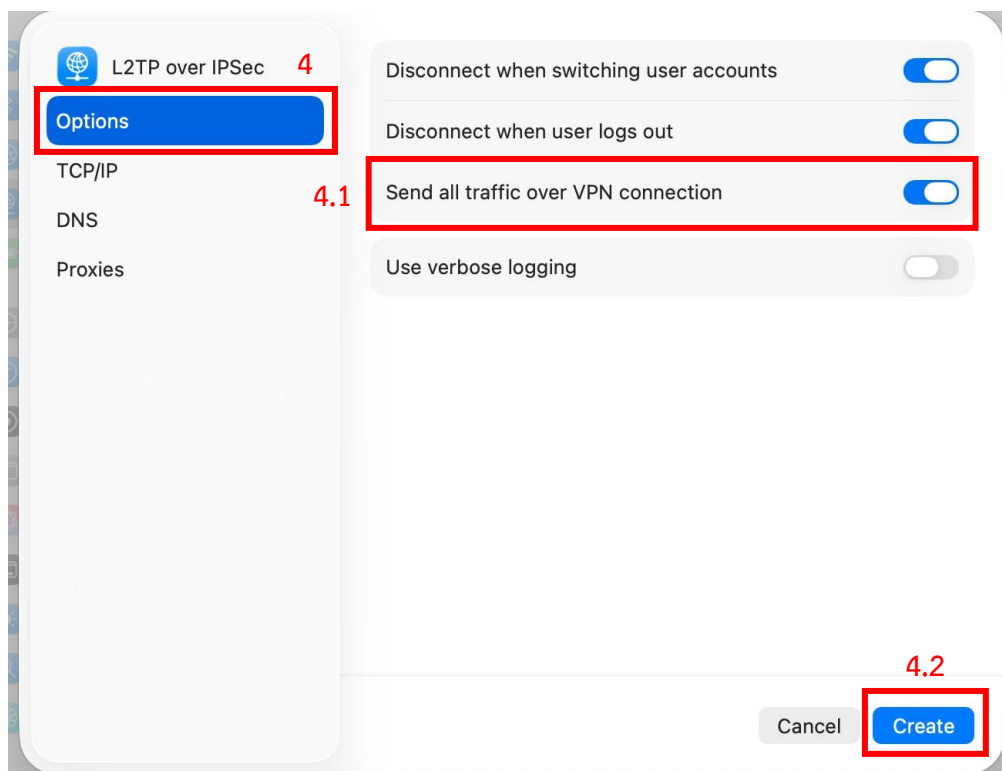 L2TP over IPSec 4
Options
TCP/IP
DNS
Proxies
Disconnect when switching user accounts
Disconnect when user logs out
4.1 Send all traffic over VPN connection
Use verbose logging
4.2
Cancel Create